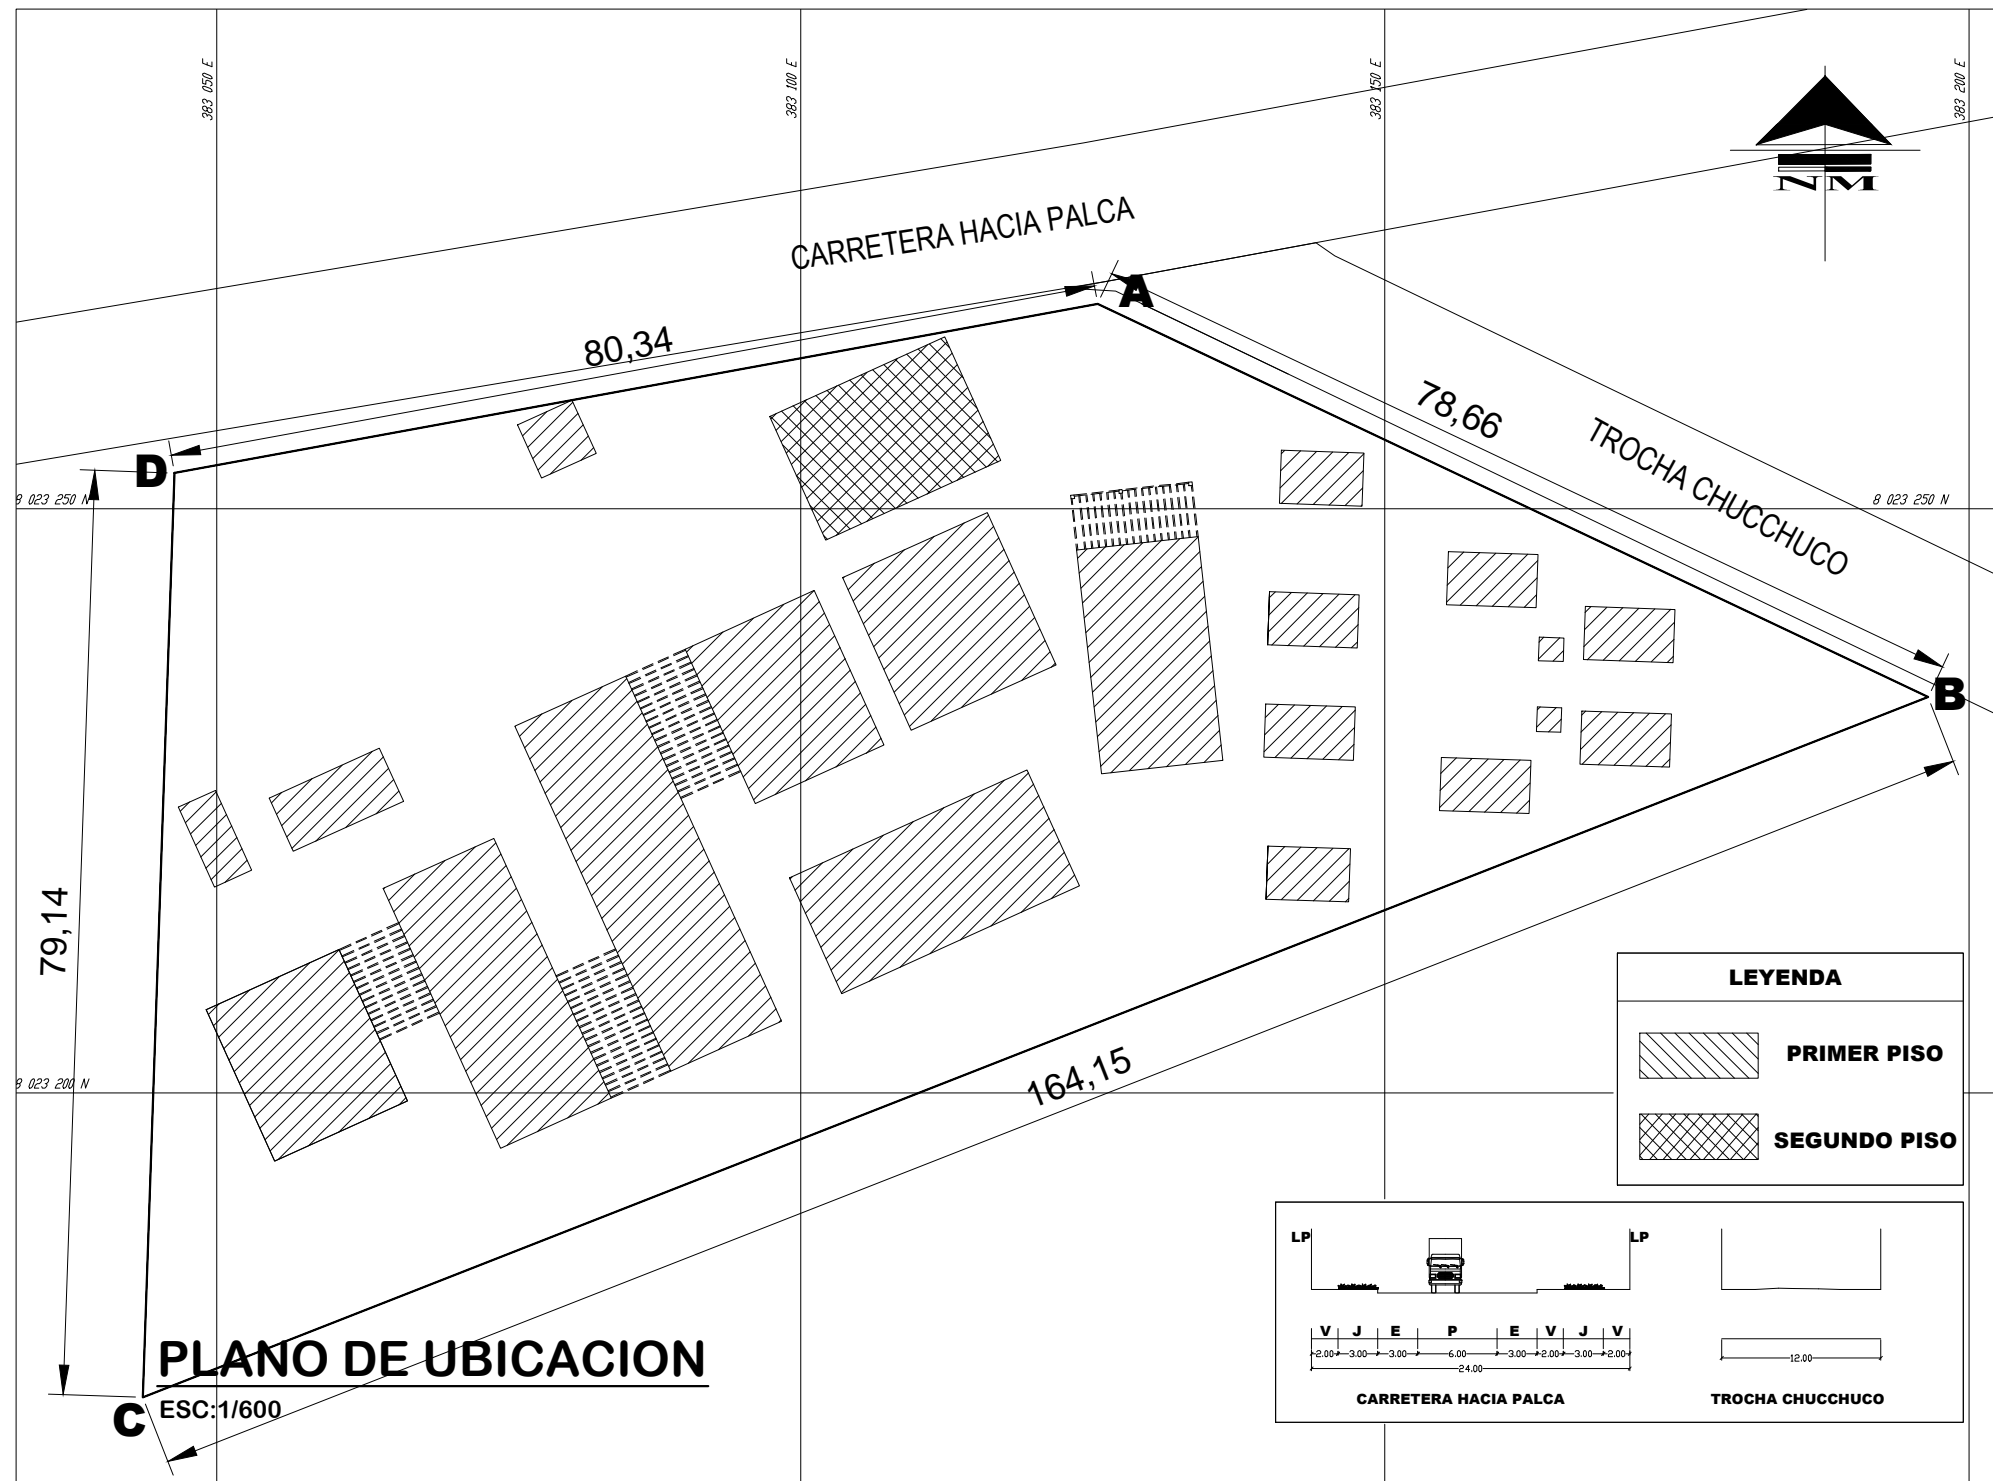 383 050 E
383 100 E
383 150 E
383 200 E
NM
CARRETERA HACIA PALCA
A
80,34
78,66
TROCHA CHUCCHUCO
D
8 023 250 N
8 023 250 N
B
79,14
LEYENDA
PRIMER PISO
SEGUNDO PISO
164,15
8 023 200 N
LP
LP
V J E P E V J V
2.00 3.00 3.00 6.00 3.00 2.00 3.00 2.00
24.00
12.00
CARRETERA HACIA PALCA
TROCHA CHUCCHUCO
PLANO DE UBICACION
ESC:1/600
C